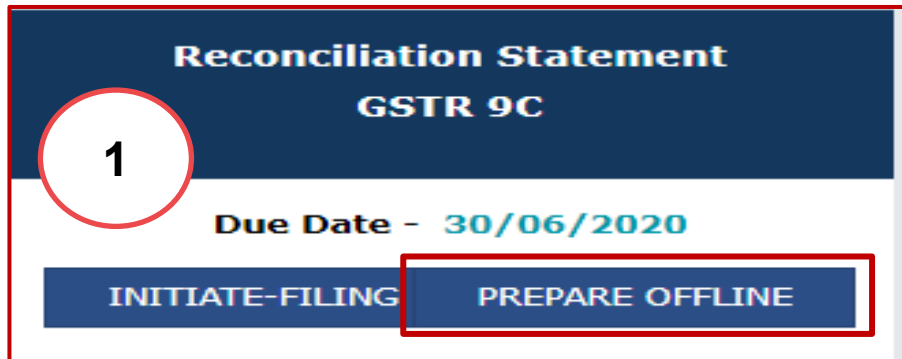 Reconciliation Statement
GSTR 9C
1
Due Date - 30/06/2020
INITIATE-FILING PREPARE OFFLINE